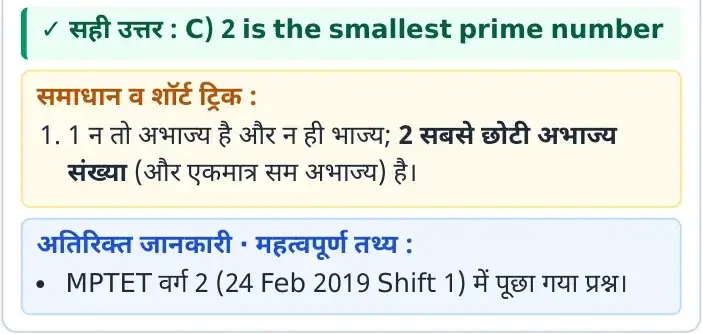 ✓ सही उत्तर : C) 2 is the smallest prime number
समाधान व शॉर्ट ट्रिक :
1. 1 न तो अभाज्य है और न ही भाज्य; 2 सबसे छोटी अभाज्य
संख्या (और एकमात्र सम अभाज्य) है।
अतिरिक्त जानकारी · महत्वपूर्ण तथ्य :
• MPTET वर्ग 2 (24 Feb 2019 Shift 1) में पूछा गया प्रश्न।